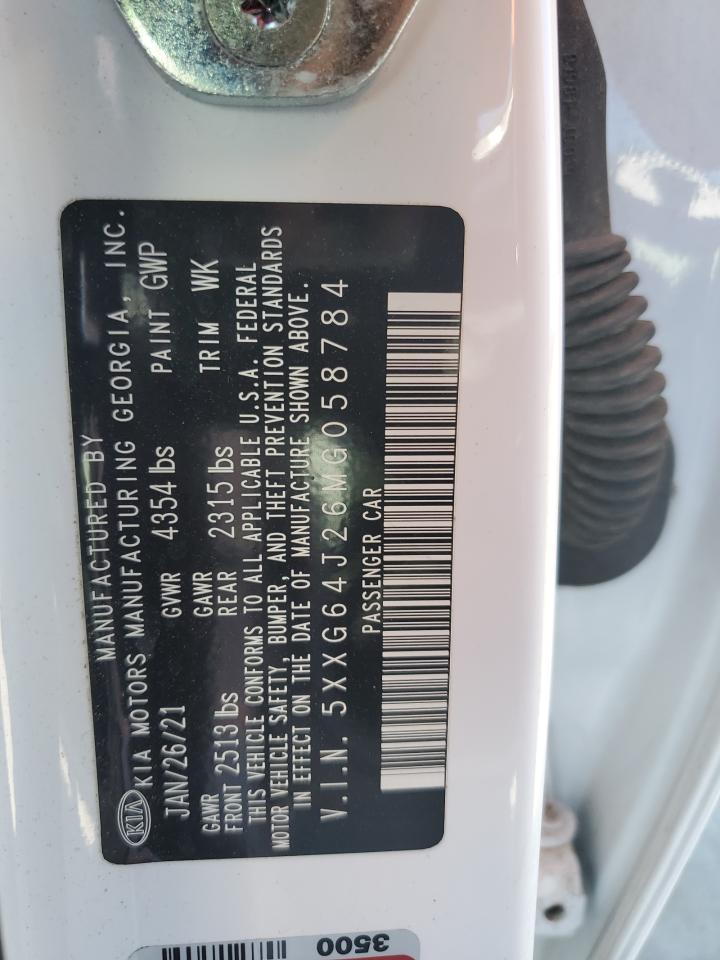 MANUFACTURED BY
KIA KIA MOTORS MANUFACTURING GEORGIA, INC.
JAN/26/21 GVWR 4354 lbs PAINT GWP
GAWR FRONT 2513 lbs GAWR REAR 2315 lbs TRIM WK
THIS VEHICLE CONFORMS TO ALL APPLICABLE U.S.A. FEDERAL
MOTOR VEHICLE SAFETY, BUMPER, AND THEFT PREVENTION STANDARDS
IN EFFECT ON THE DATE OF MANUFACTURE SHOWN ABOVE.
V.I.N. 5XXG64J26MG058784
PASSENGER CAR
3500